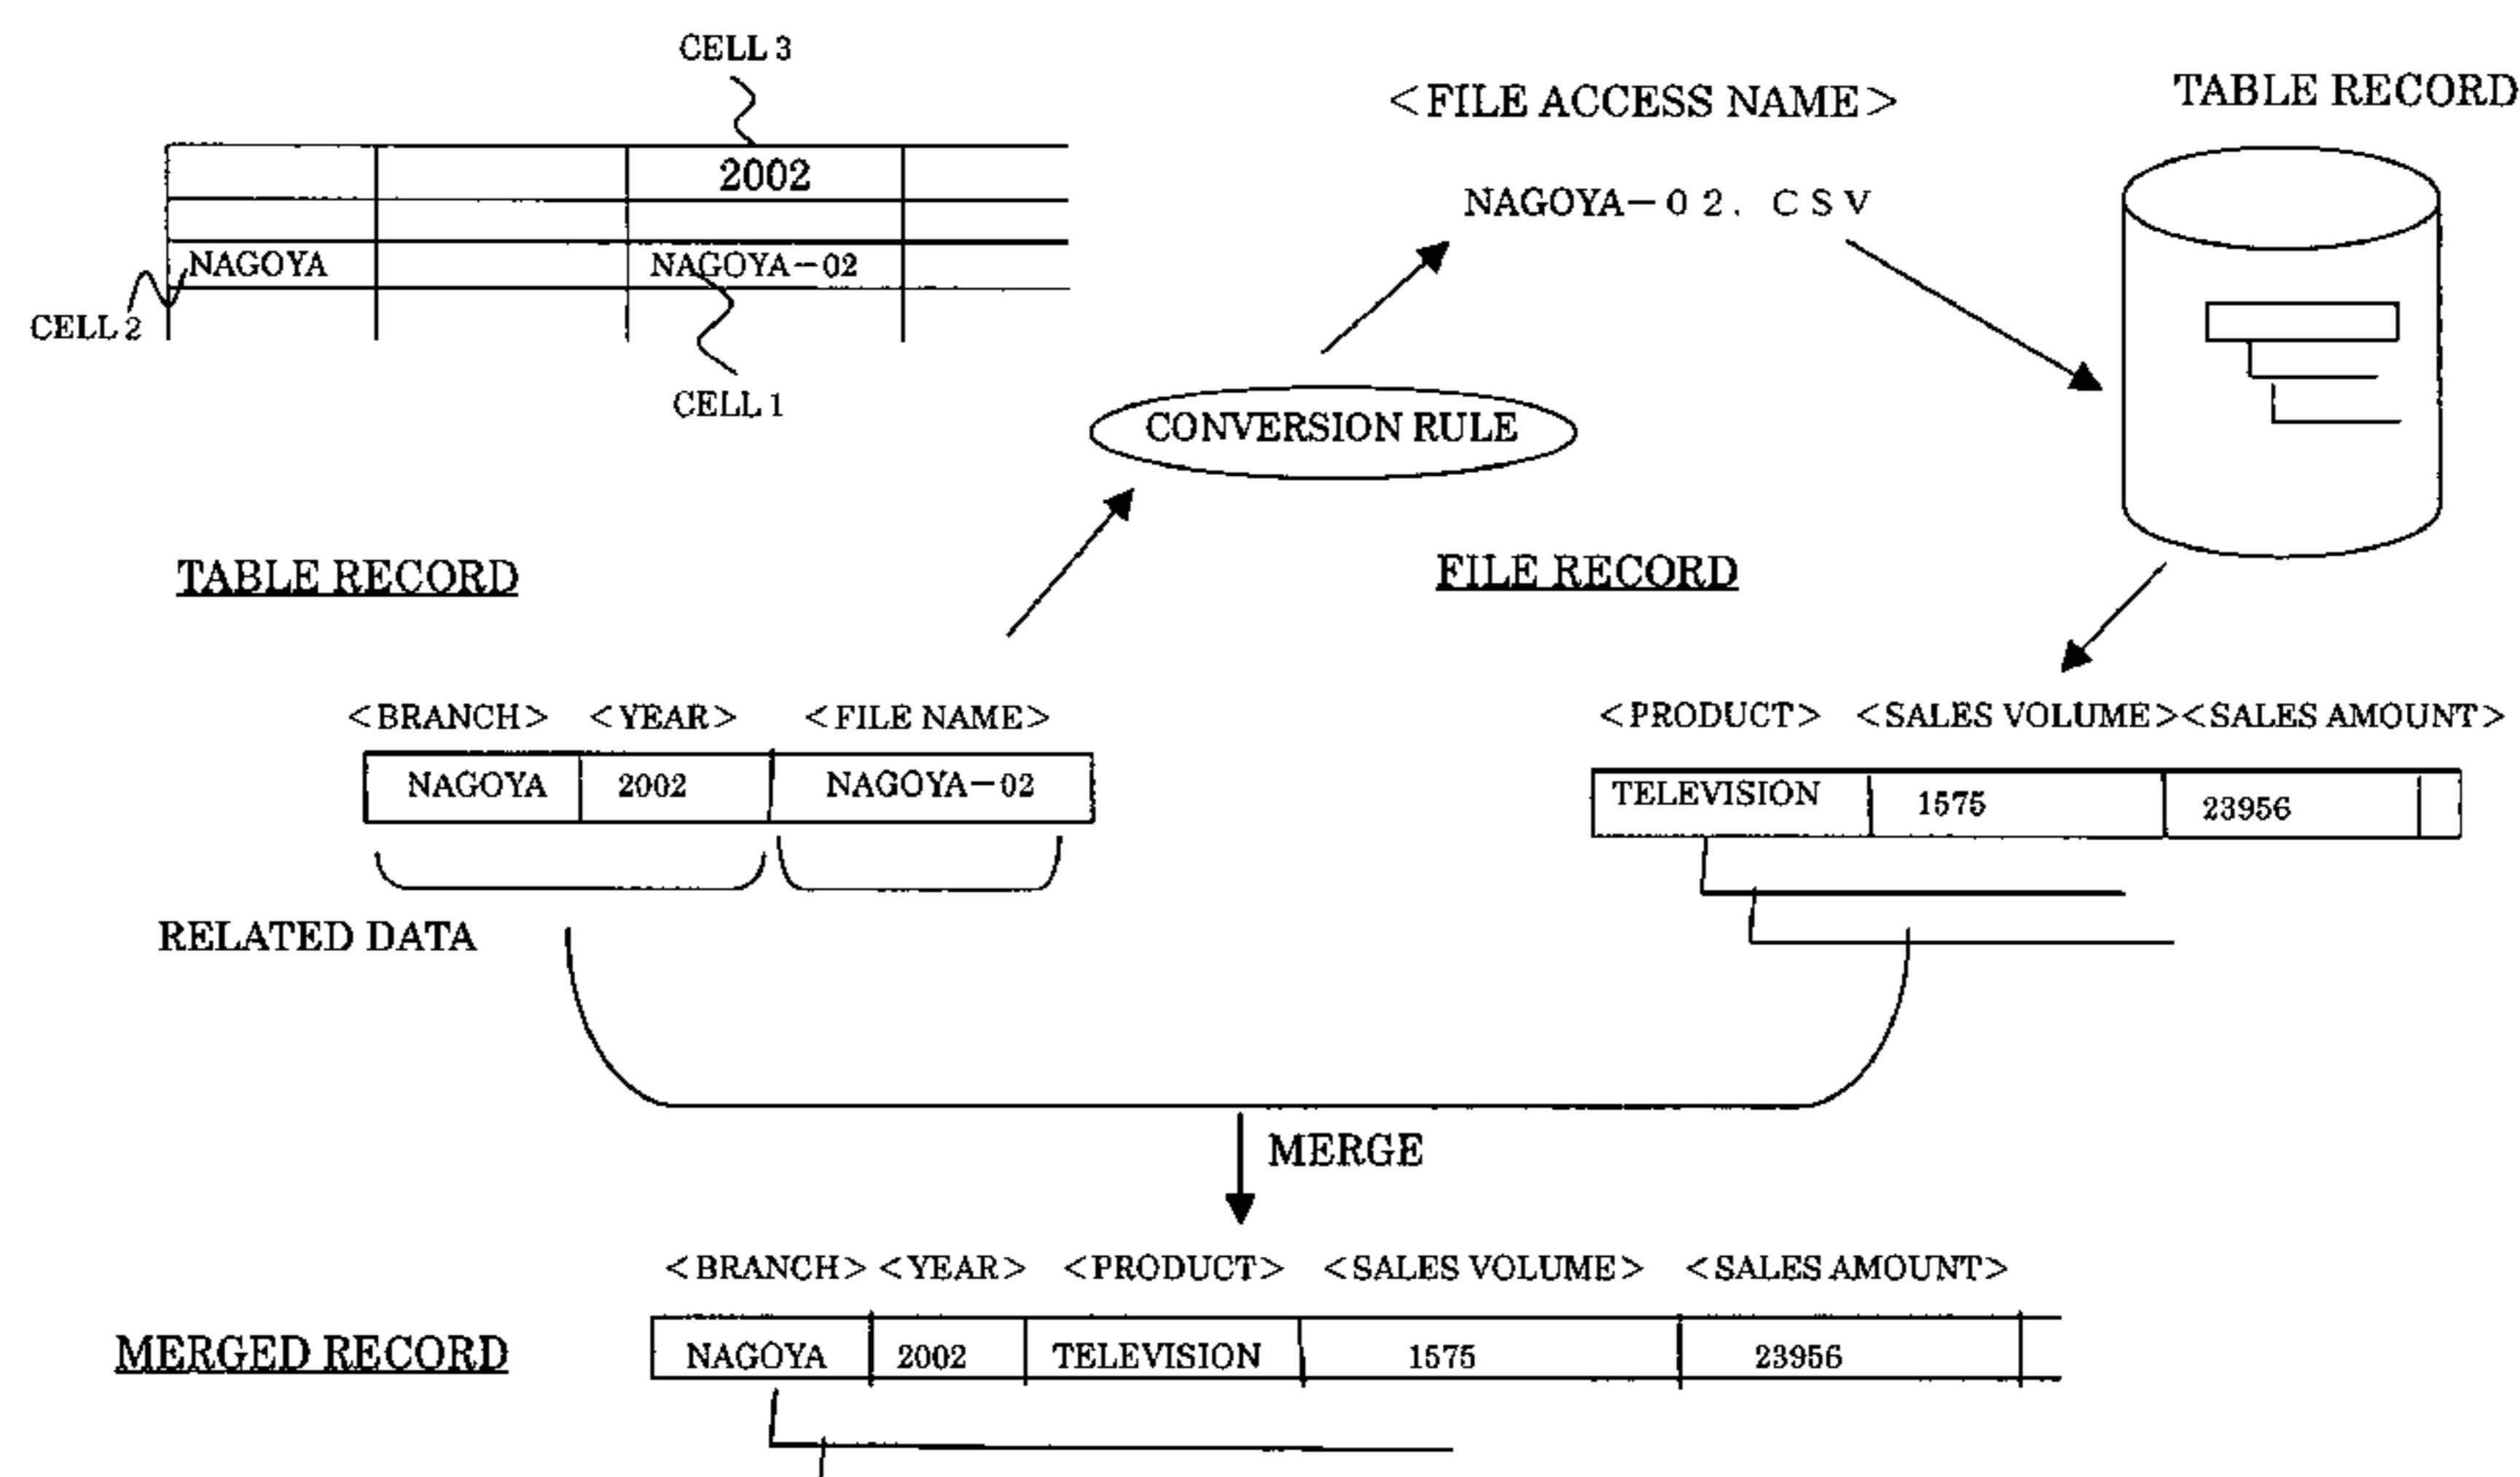 CELL 3
<FILE ACCESS NAME>
TABLE RECORD
2002
NAGOYA-02. CSV
NAGOYA
NAGOYA-02
CELL 2
CELL 1
CONVERSION RULE
TABLE RECORD
FILE RECORD
<BRANCH> <YEAR> <FILE NAME>
NAGOYA 2002 NAGOYA-02
<PRODUCT> <SALES VOLUME> <SALES AMOUNT>
TELEVISION 1575 23956
RELATED DATA
MERGE
<BRANCH> <YEAR> <PRODUCT> <SALES VOLUME> <SALES AMOUNT>
MERGED RECORD
NAGOYA 2002 TELEVISION 1575 23956